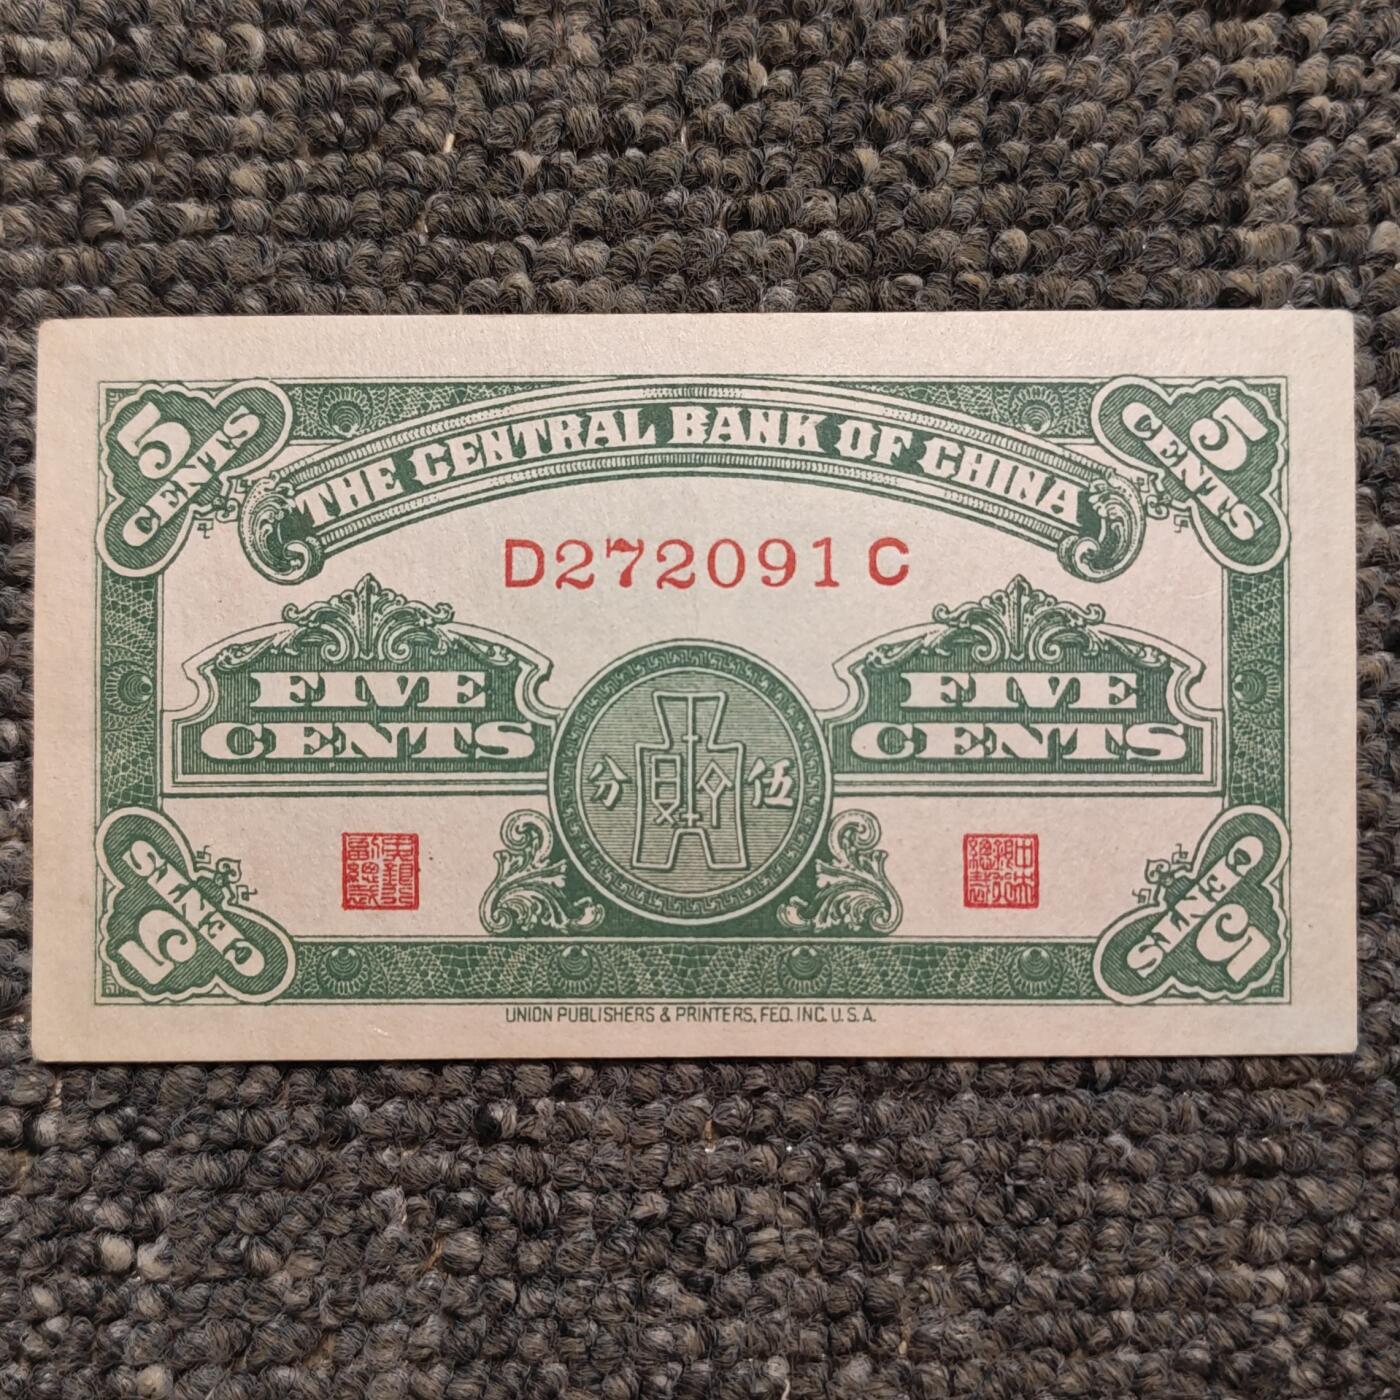 5 CENTS
THE CENTRAL BANK OF CHINA
5 CENTS
D272091C
FIVE
CENTS
FIVE
CENTS
分
伍
5 CENTS
5 CENTS
UNION PUBLISHERS & PRINTERS, FED. INC. U. S. A.